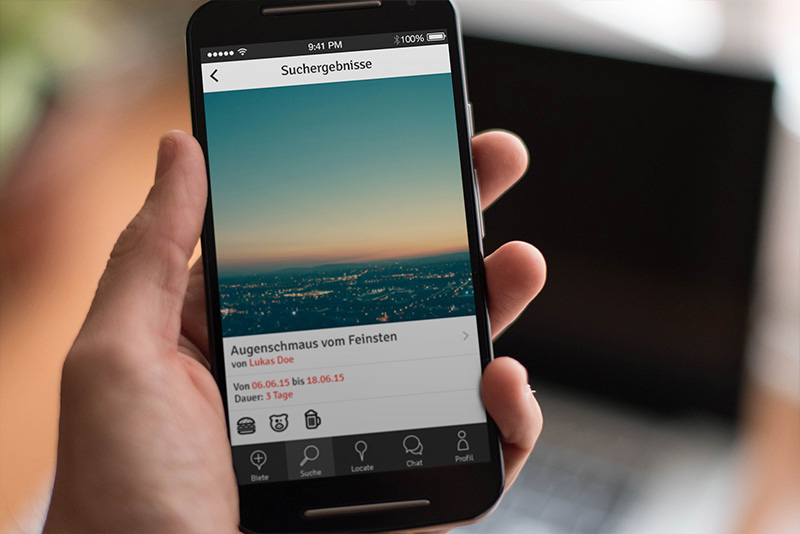 9:41 PM 100%
Suchergebnisse
Augenschmaus vom Feinsten
von Lukas Doe
Von 06.06.15 bis 18.06.15
Dauer: 3 Tage
Biete Suche Locate Chat Profil